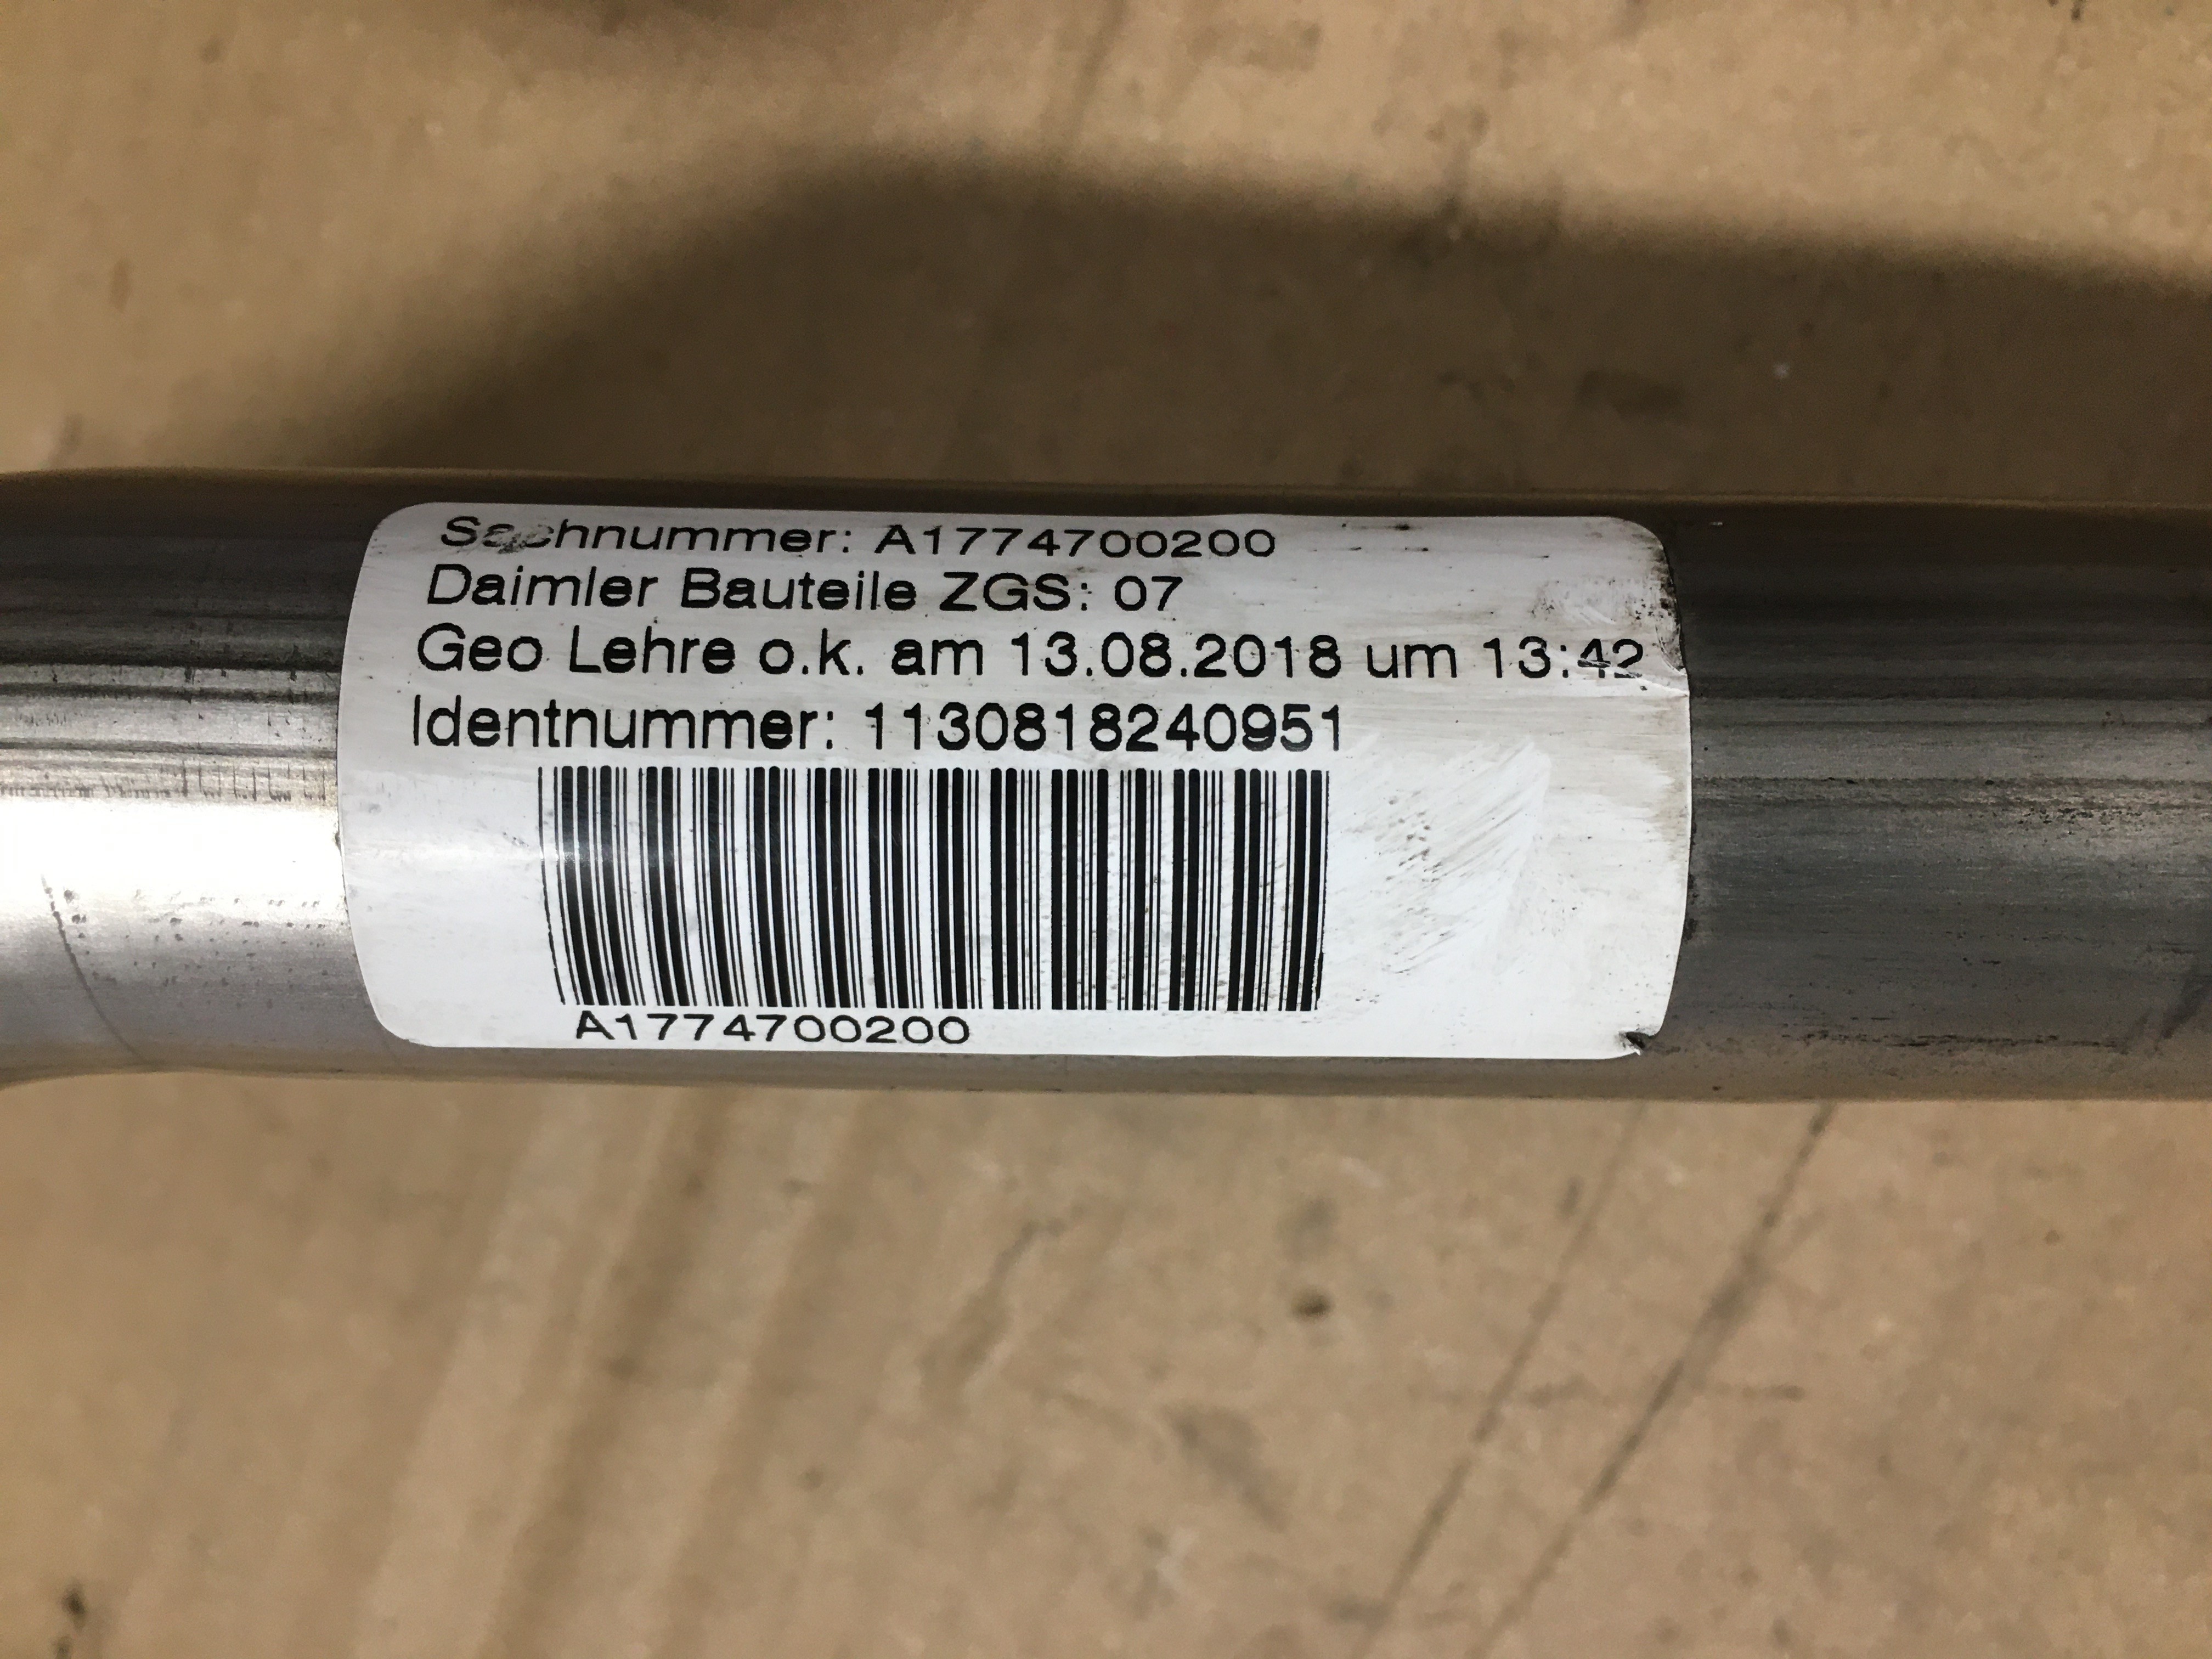 Sachnummer: A1774700200
Daimler Bauteile ZGS: 07
Geo Lehre o.k. am 13.08.2018 um 13:42
Identnummer: 1130818240951
A1774700200